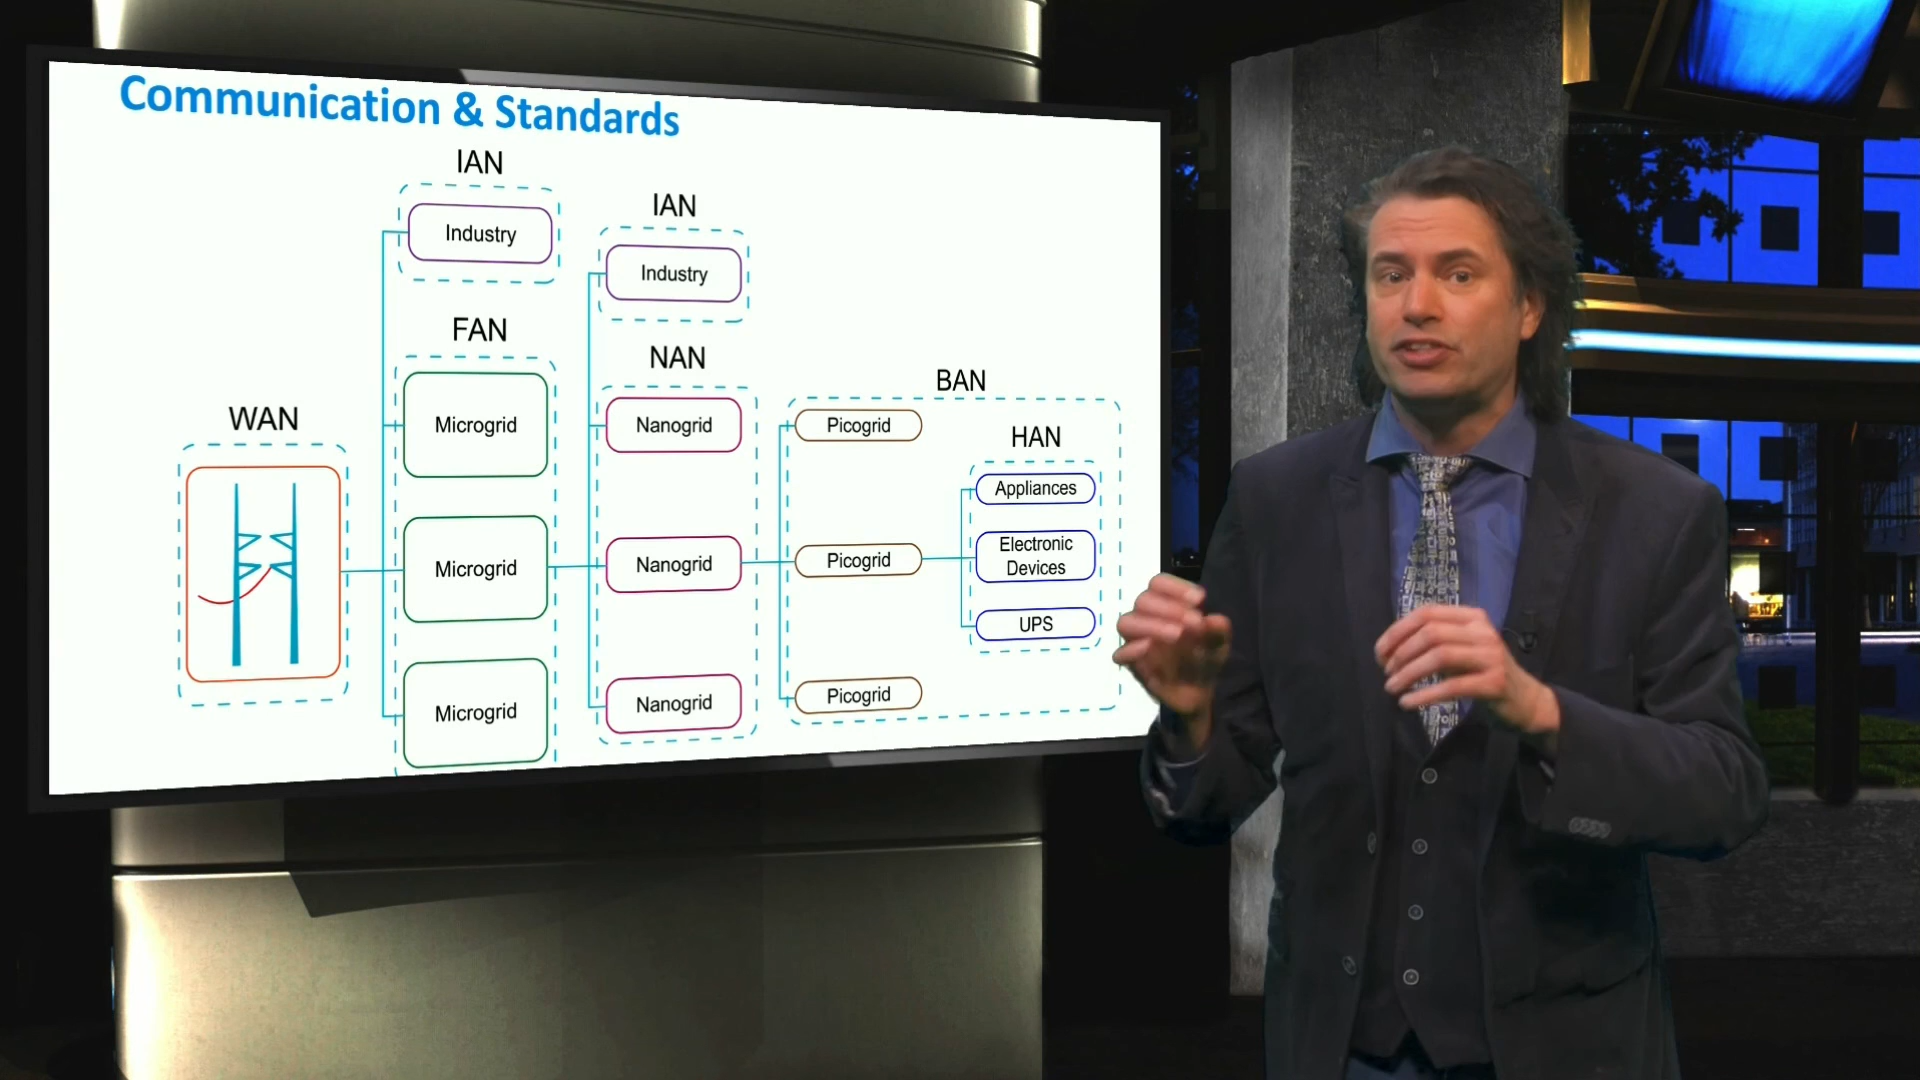 Communication & Standards
IAN
Industry
IAN
Industry
FAN
Microgrid
Microgrid
Microgrid
NAN
Nanogrid
Nanogrid
Nanogrid
WAN
BAN
Picogrid
Picogrid
Picogrid
HAN
Appliances
Electronic
Devices
UPS